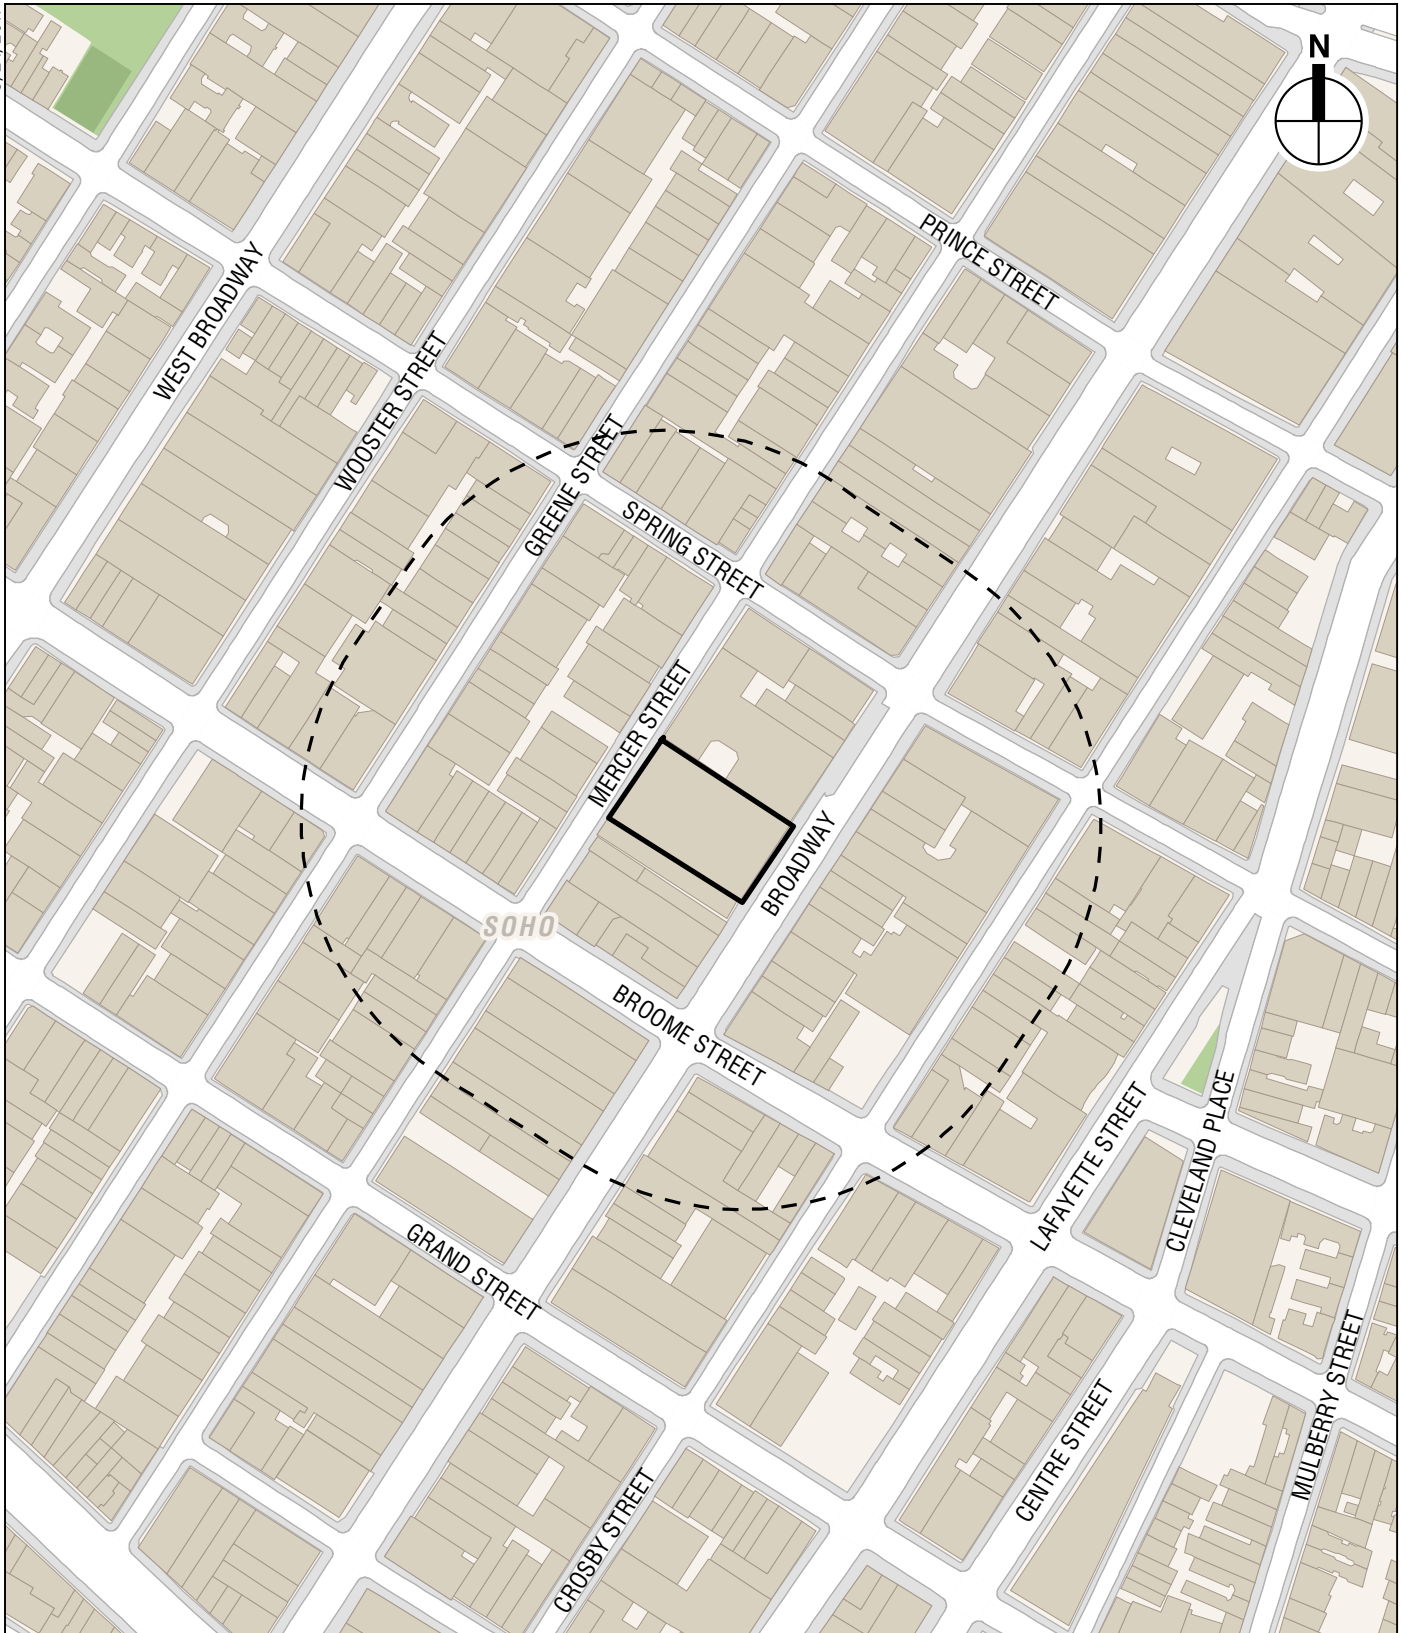 N
PRINCE STREET
WEST BROADWAY
WOOSTER STREET
GREENE STREET
SPRING STREET
MERCER STREET
BROADWAY
SOHO
BROOME STREET
LAFAYETTE STREET
CLEVELAND PLACE
GRAND STREET
CENTRE STREET
MULBERRY STREET
CROSBY STREET